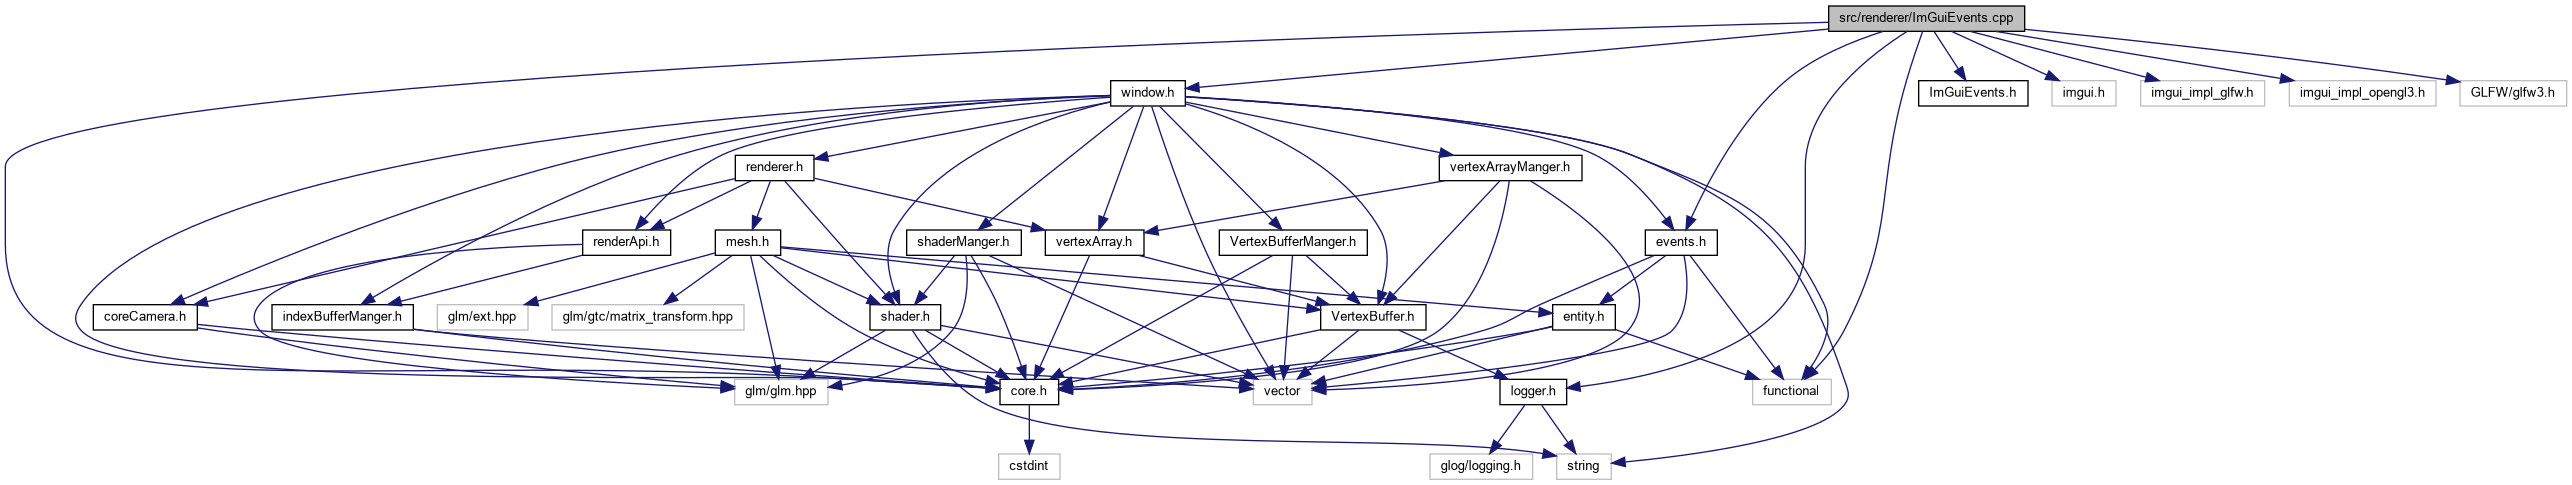 src/renderer/ImGuiEvents.cpp
window.h
ImGuiEvents.h
imgui.h
imgui_impl_glfw.h
imgui_impl_opengl3.h
GLFW/glfw3.h
renderer.h
vertexArrayManger.h
renderApi.h
mesh.h
shaderManger.h
vertexArray.h
VertexBufferManger.h
events.h
coreCamera.h
indexBufferManger.h
glm/ext.hpp
glm/gtc/matrix_transform.hpp
shader.h
VertexBuffer.h
entity.h
glm/glm.hpp
core.h
vector
logger.h
functional
cstdint
glog/logging.h
string